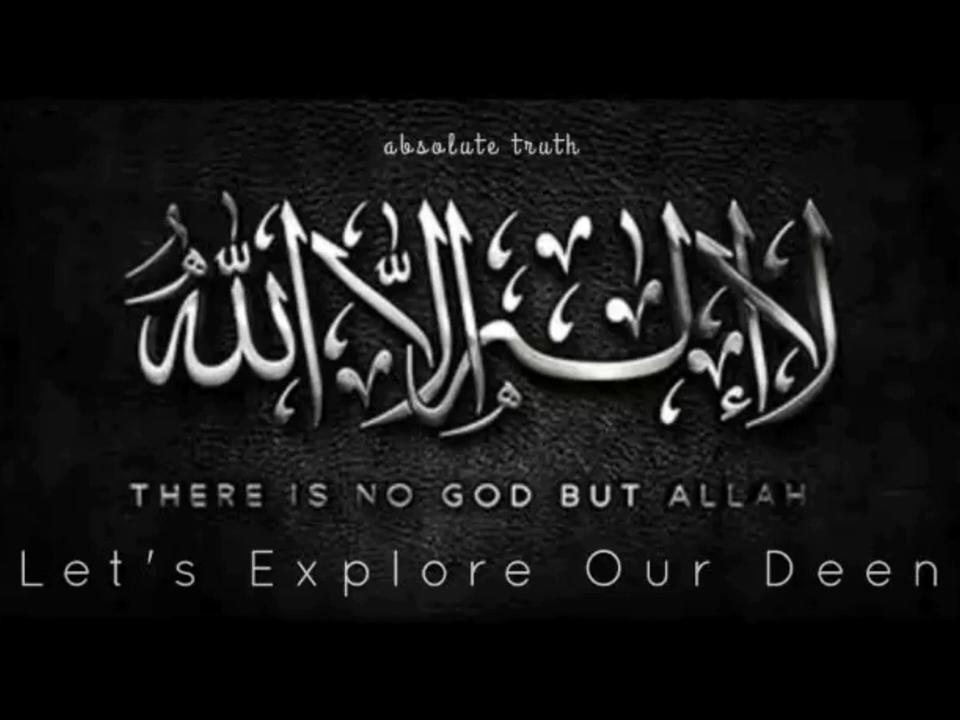 absolute truth
لا إله إلا الله
THERE IS NO GOD BUT ALLAH
Let's Explore Our Deen